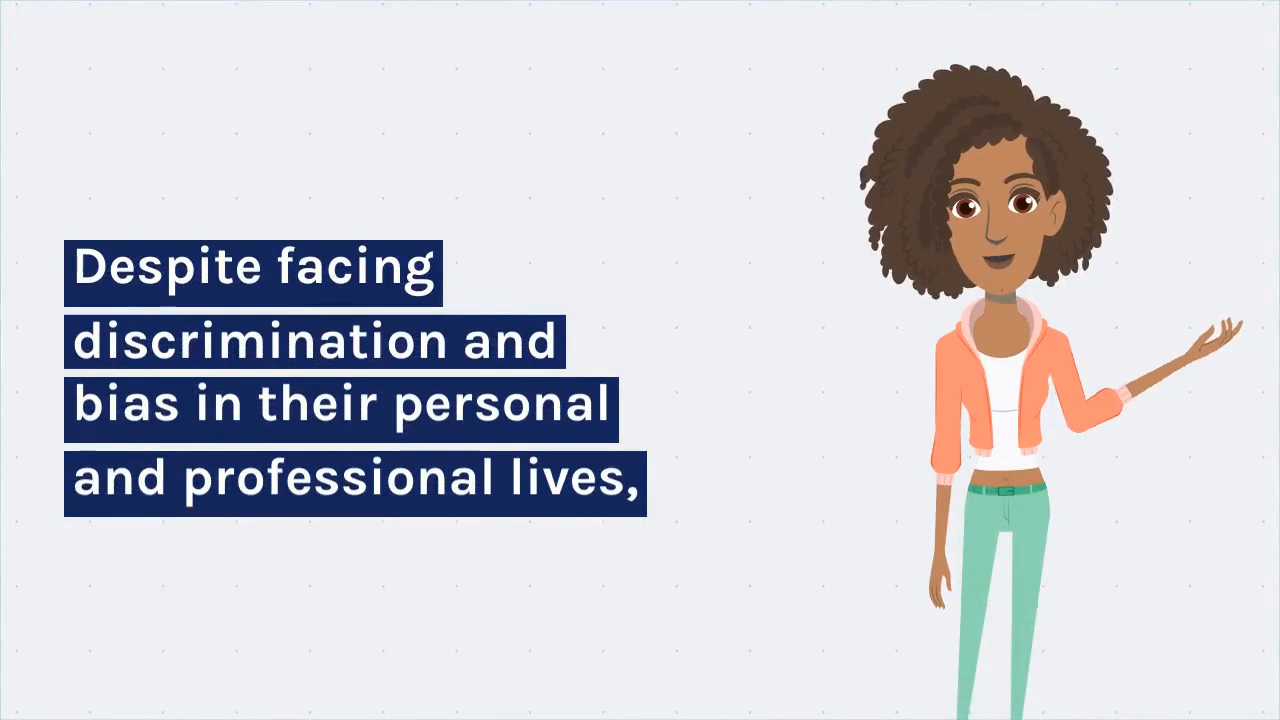 Despite facing
discrimination and
bias in their personal
and professional lives,